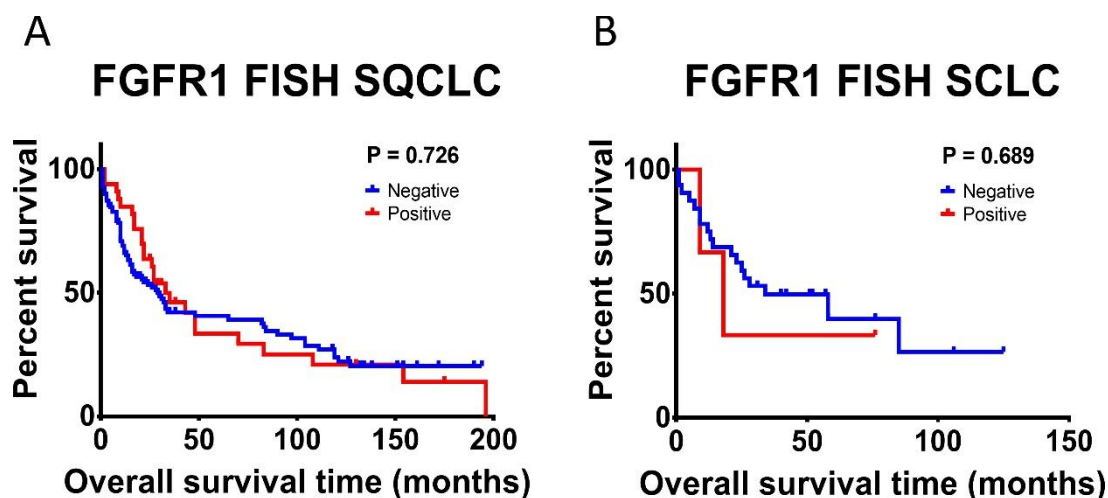 A
FGFR1 FISH SQCLC
P = 0.726
Negative
Positive
Percent survival
100
50
0
0 50 100 150 200
Overall survival time (months)
B
FGFR1 FISH SCLC
P = 0.689
Negative
Positive
Percent survival
100
50
0
0 50 100 150
Overall survival time (months)